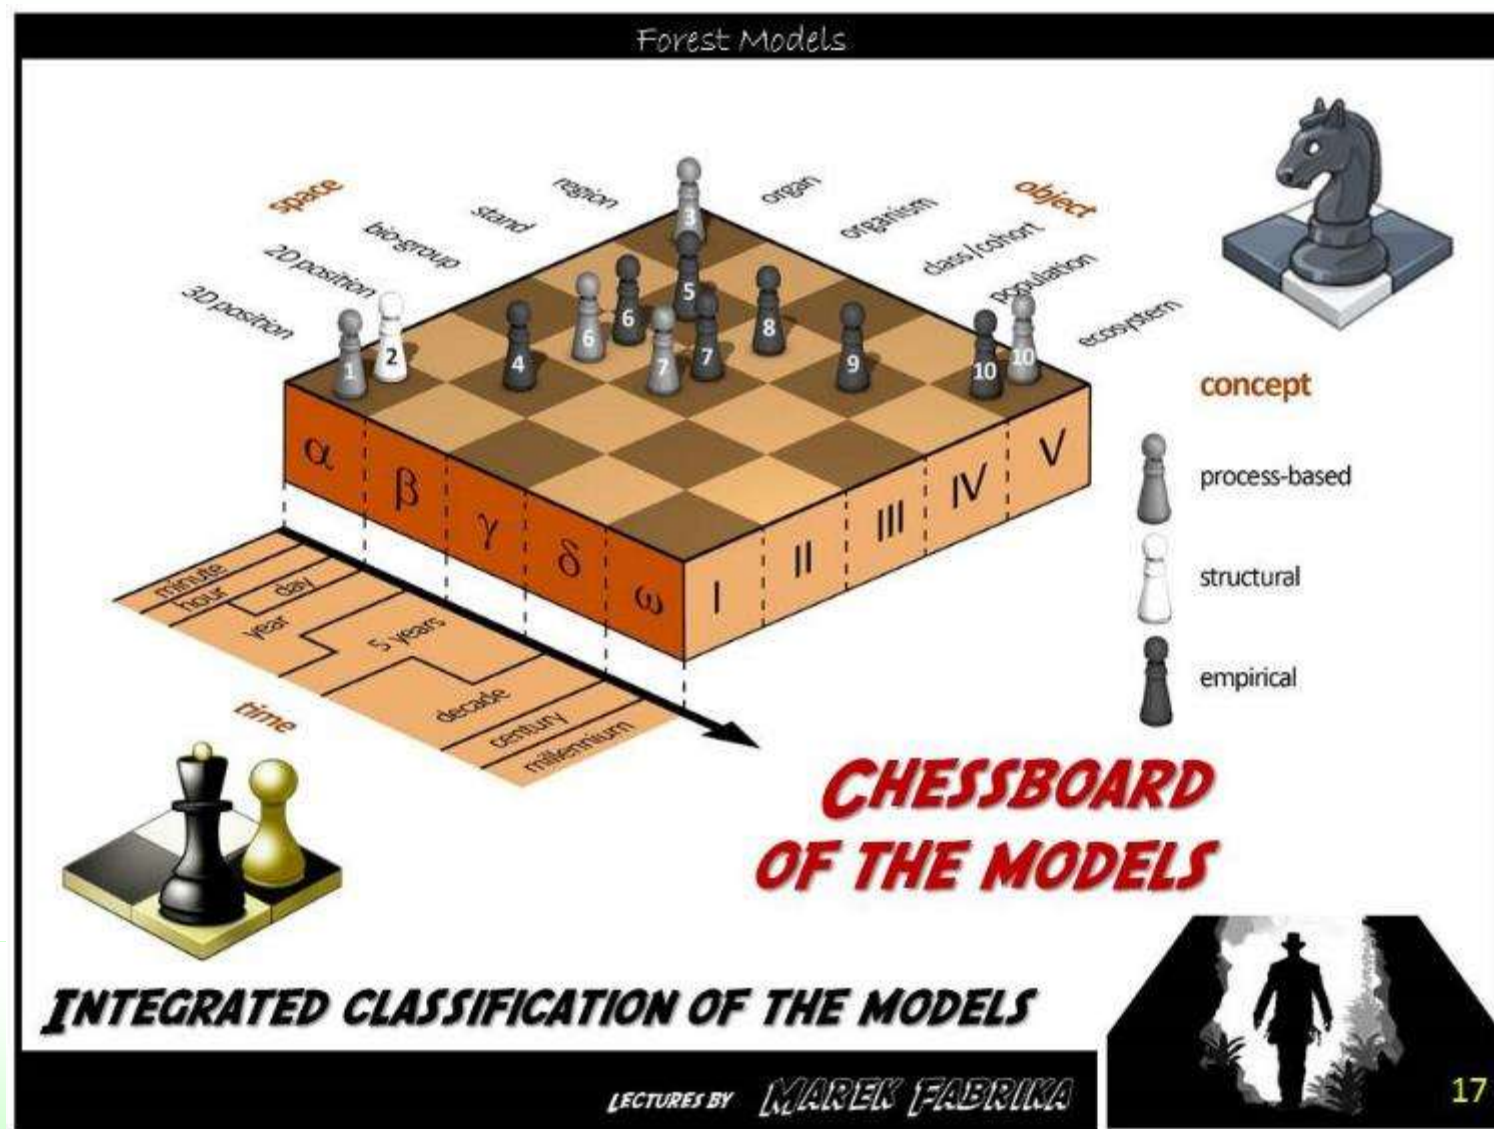 Forest Models
space
region
stand
bio-group
2D position
3D position
organ
organism
object
class/cohort
population
ecosystem
3
5
6
6
8
1
2
4
7
7
9
10
10
concept
process-based
structural
empirical
α
β
γ
δ
ω
I
II
III
IV
V
minute
hour
day
year
5 years
decade
century
millennium
time
CHESSBOARD
OF THE MODELS
INTEGRATED CLASSIFICATION OF THE MODELS
LECTURES BY MAREK FABRIKA
17